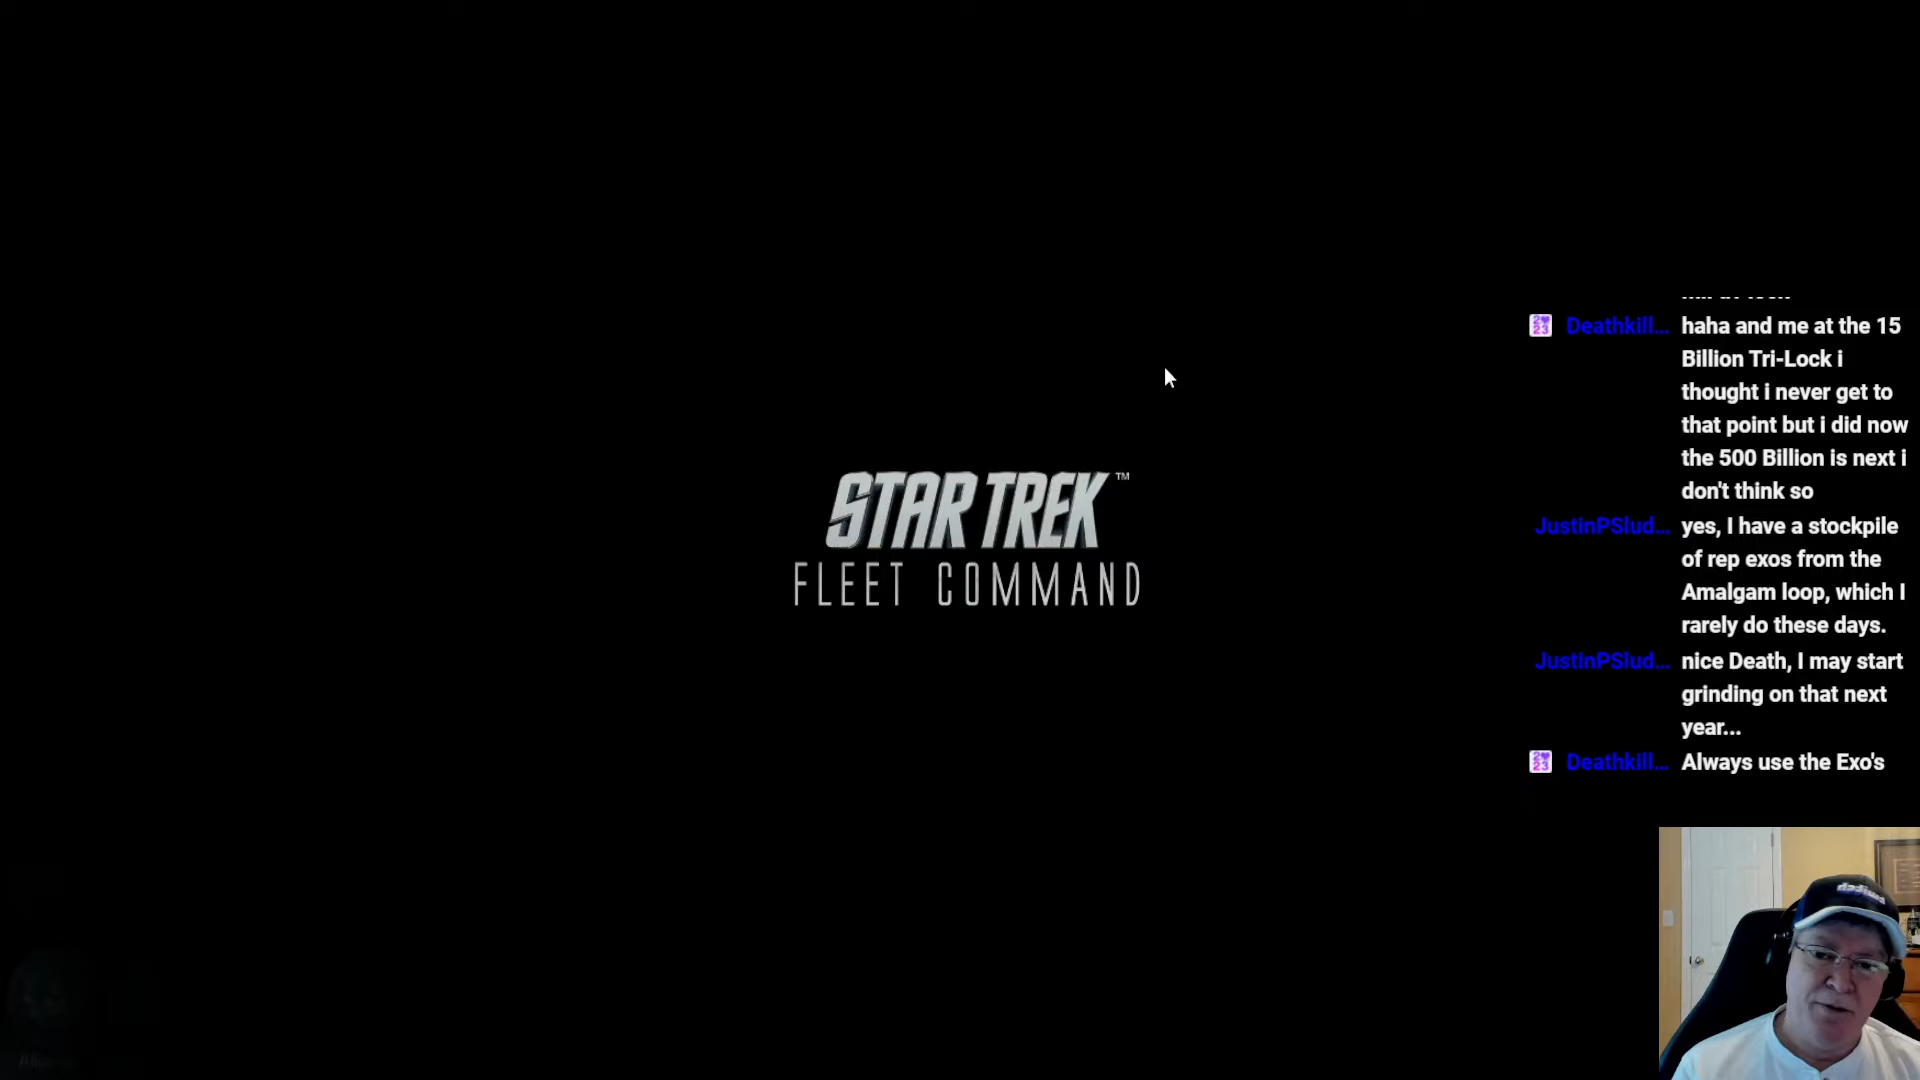 STAR TREK™
FLEET COMMAND
Deathkill... haha and me at the 15
Billion Tri-Lock i
thought i never get to
that point but i did now
the 500 Billion is next i
don't think so
JustinPSlud... yes, I have a stockpile
of rep exos from the
Amalgam loop, which I
rarely do these days.
JustinPSlud... nice Death, I may start
grinding on that next
year...
Deathkill... Always use the Exo's